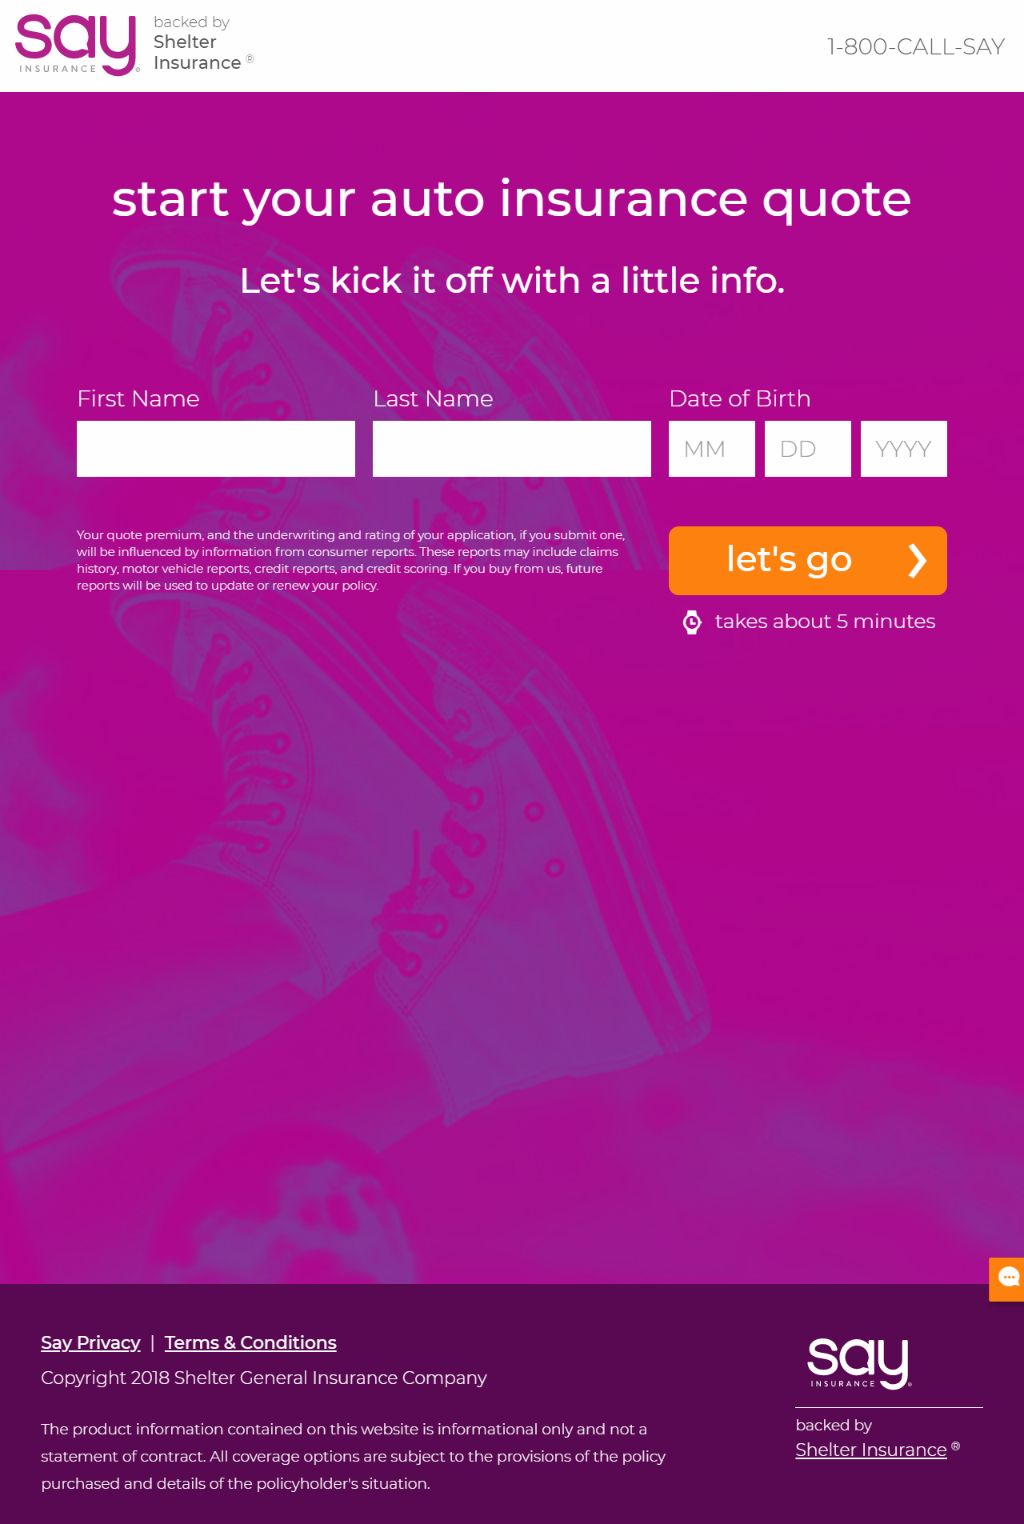 say
INSURANCE
backed by
Shelter
Insurance ®
1-800-CALL-SAY
start your auto insurance quote
Let's kick it off with a little info.
First Name
Last Name
Date of Birth
MM
DD
YYYY
Your quote premium, and the underwriting and rating of your application, if you submit one,
will be influenced by information from consumer reports. These reports may include claims
history, motor vehicle reports, credit reports, and credit scoring. If you buy from us, future
reports will be used to update or renew your policy.
let's go
takes about 5 minutes
Say Privacy | Terms & Conditions
Copyright 2018 Shelter General Insurance Company
The product information contained on this website is informational only and not a
statement of contract. All coverage options are subject to the provisions of the policy
purchased and details of the policyholder's situation.
say
INSURANCE®
backed by
Shelter Insurance ®